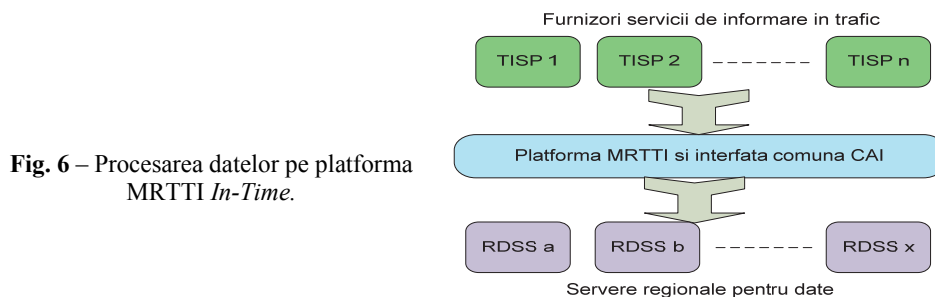 Furnizori servicii de informare in trafic
TISP 1
TISP 2
TISP n
Platforma MRTTI si interfata comuna CAI
RDSS a
RDSS b
RDSS x
Servere regionale pentru date
Fig. 6 – Procesarea datelor pe platforma
MRTTI In-Time.